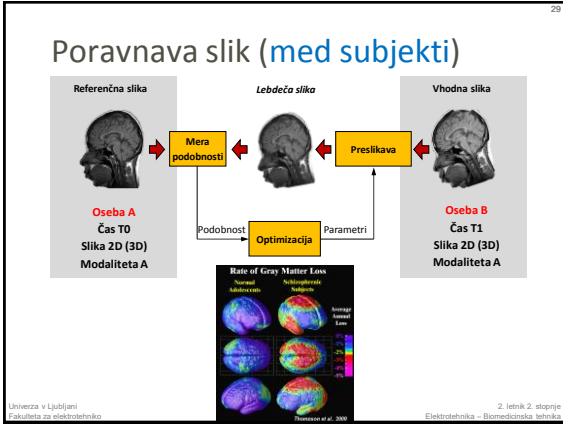 29
Poravnava slik (med subjekti)
Referenčna slika
Lebdeča slika
Vhodna slika
Mera
podobnosti
Preslikava
Oseba A
Čas T0
Slika 2D (3D)
Modaliteta A
Podobnost
Optimizacija
Parametri
Oseba B
Čas T1
Slika 2D (3D)
Modaliteta A
Rate of Gray Matter Loss
Normal
Adolescents
Schizophrenic
Subjects
Average
Annual
Loss
Thompson et al., 2000
Univerza v Ljubljani
Fakulteta za elektrotehniko
2. letnik 2. stopnje
Elektrotehnika – Biomedicinska tehnika